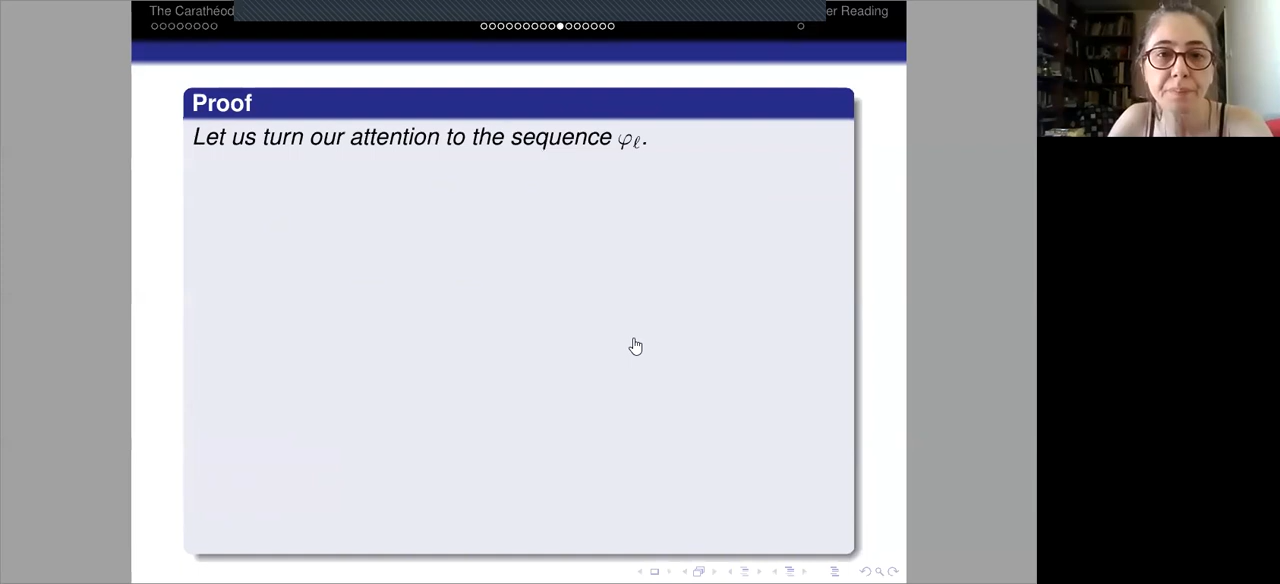 The Carathéod
er Reading
Proof
Let us turn our attention to the sequence φℓ.